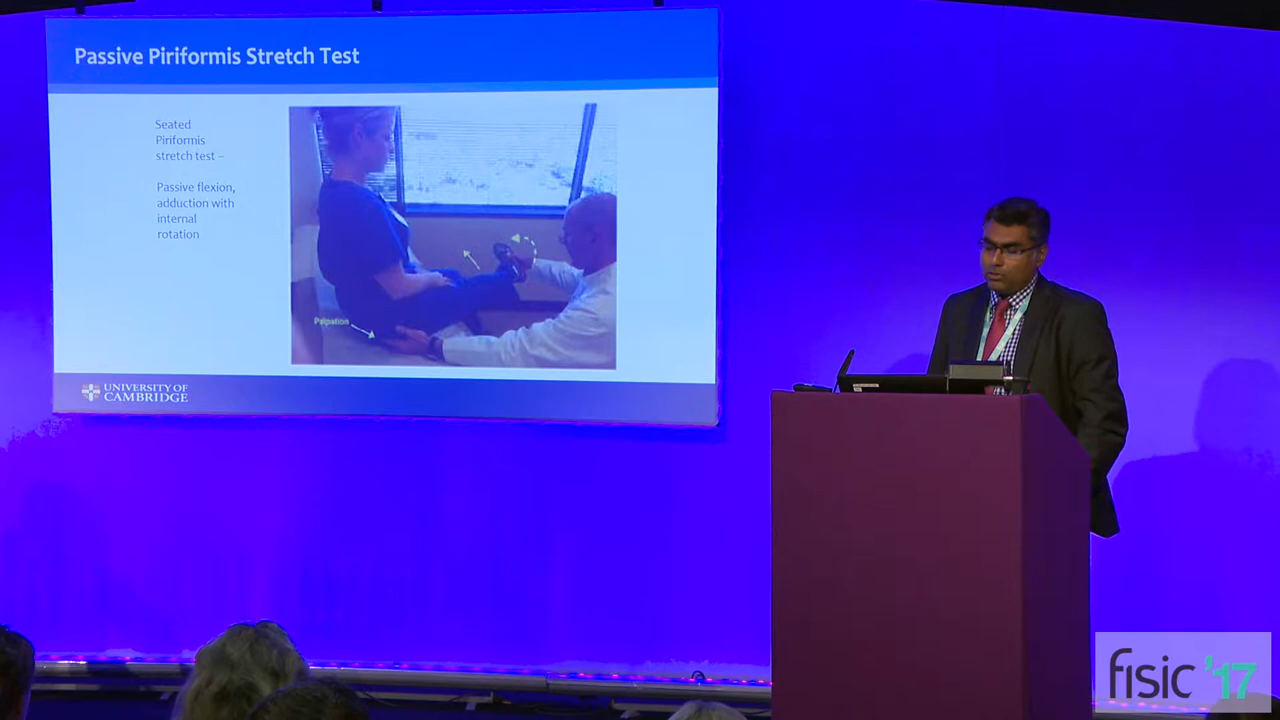 Passive Piriformis Stretch Test
Seated
Piriformis
stretch test –
Passive flexion,
adduction with
internal
rotation
Palpation
UNIVERSITY OF
CAMBRIDGE
fisic '17